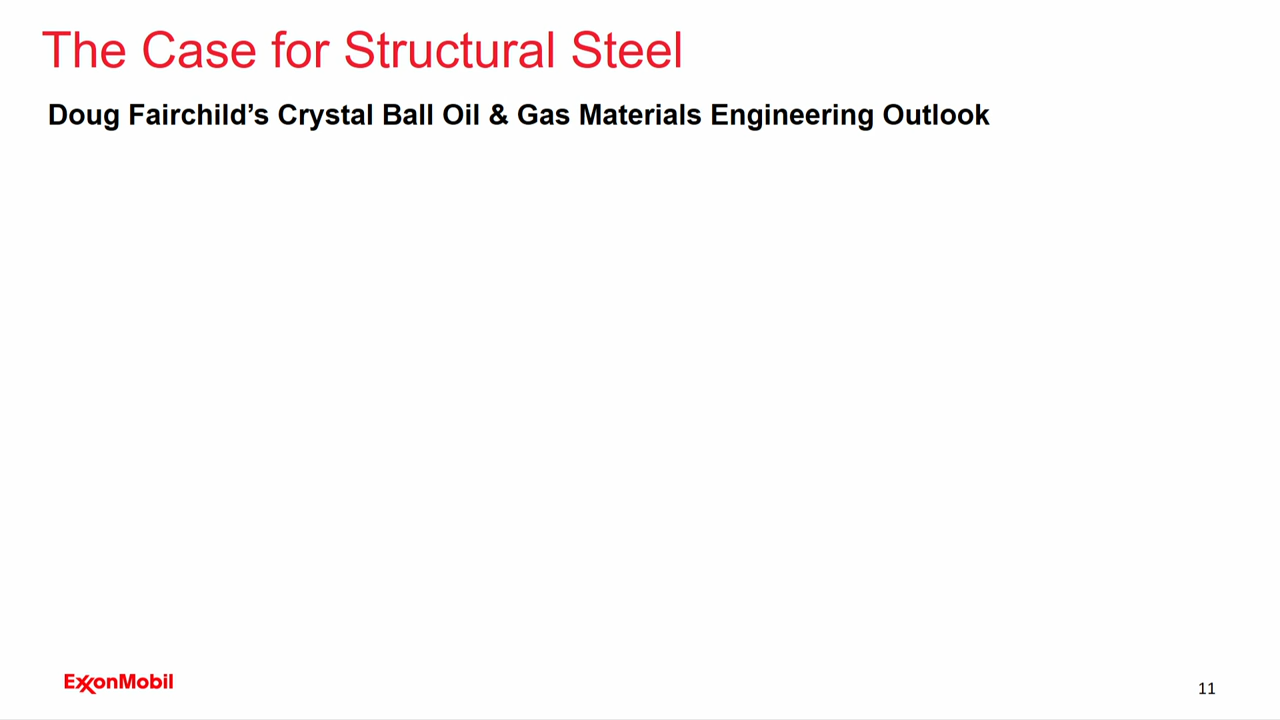 The Case for Structural Steel
Doug Fairchild’s Crystal Ball Oil & Gas Materials Engineering Outlook
ExxonMobil
11